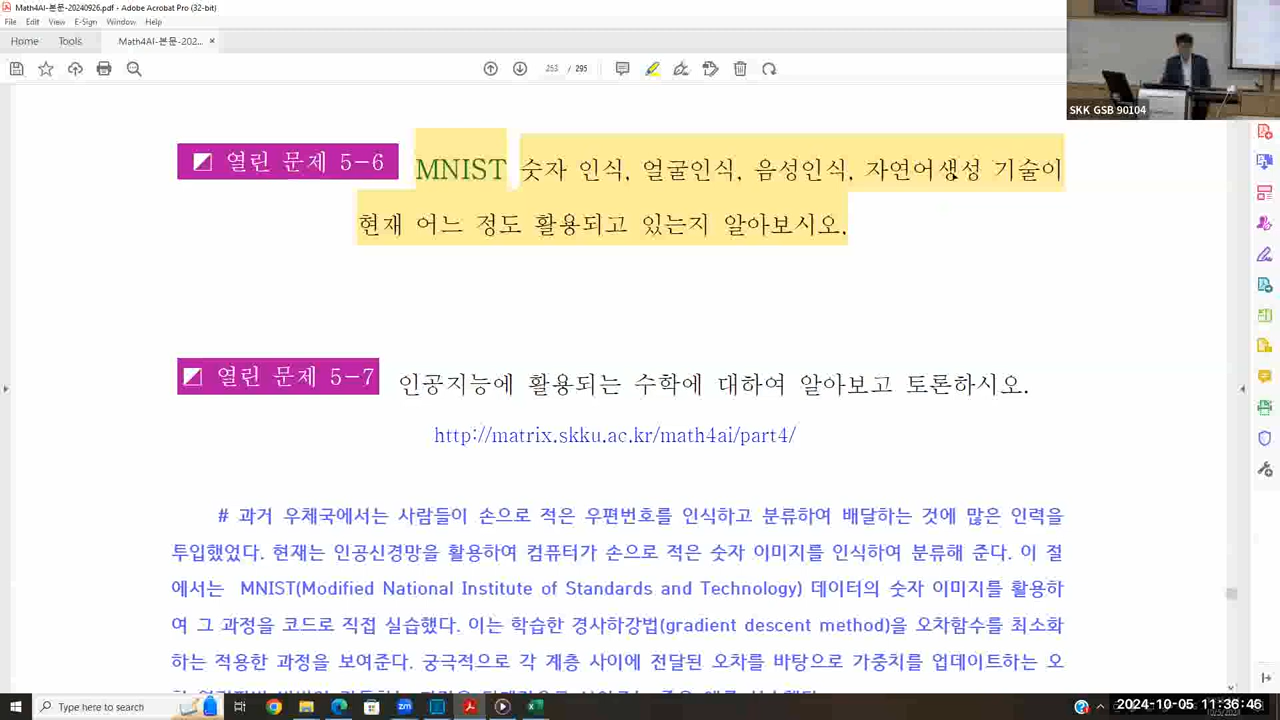 Math4AI-본문-20240926.pdf - Adobe Acrobat Pro (32-bit)
File Edit View E-Sign Window Help
Home Tools Math4AI-본문-202... ×
253 / 295
SKK GSB 90104
열린 문제 5-6 MNIST 숫자 인식, 얼굴인식, 음성인식, 자연어생성 기술이
현재 어느 정도 활용되고 있는지 알아보시오.
열린 문제 5-7 인공지능에 활용되는 수학에 대하여 알아보고 토론하시오.
http://matrix.skku.ac.kr/math4ai/part4/
# 과거 우체국에서는 사람들이 손으로 적은 우편번호를 인식하고 분류하여 배달하는 것에 많은 인력을
투입했었다. 현재는 인공신경망을 활용하여 컴퓨터가 손으로 적은 숫자 이미지를 인식하여 분류해 준다. 이 절
에서는 MNIST(Modified National Institute of Standards and Technology) 데이터의 숫자 이미지를 활용하
여 그 과정을 코드로 직접 실습했다. 이는 학습한 경사하강법(gradient descent method)을 오차함수를 최소화
하는 적용한 과정을 보여준다. 궁극적으로 각 계층 사이에 전달된 오차를 바탕으로 가중치를 업데이트하는 오
Type here to search
2024-10-05 11:36:46